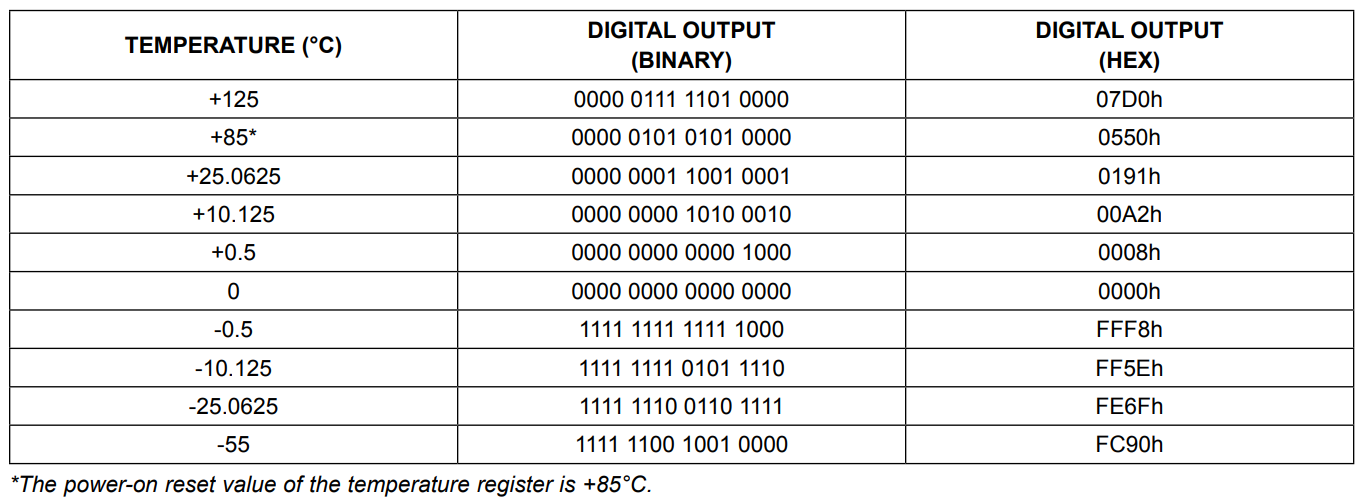 TEMPERATURE (°C) DIGITAL OUTPUT (BINARY) DIGITAL OUTPUT (HEX)
+125 0000 0111 1101 0000 07D0h
+85* 0000 0101 0101 0000 0550h
+25.0625 0000 0001 1001 0001 0191h
+10.125 0000 0000 1010 0010 00A2h
+0.5 0000 0000 0000 1000 0008h
0 0000 0000 0000 0000 0000h
-0.5 1111 1111 1111 1000 FFF8h
-10.125 1111 1111 0101 1110 FF5Eh
-25.0625 1111 1110 0110 1111 FE6Fh
-55 1111 1100 1001 0000 FC90h
*The power-on reset value of the temperature register is +85°C.